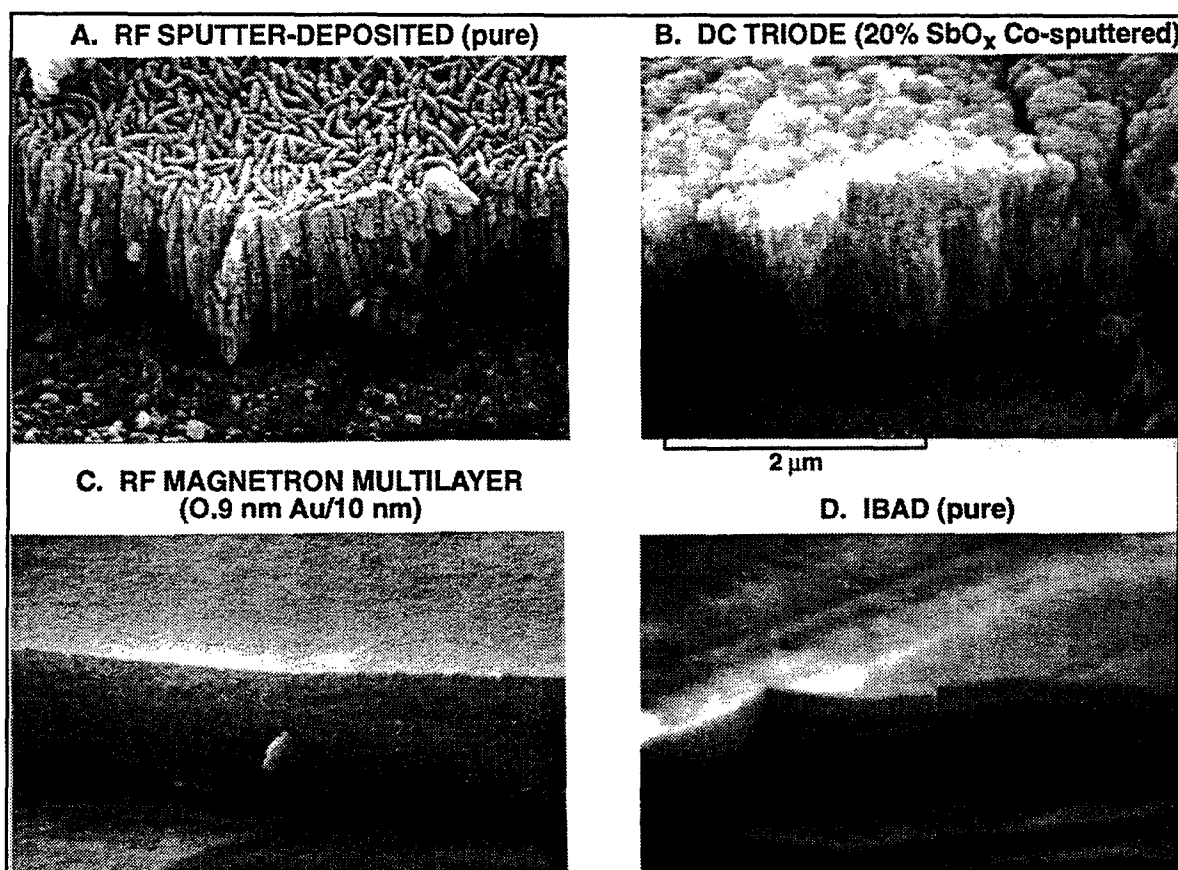 A. RF SPUTTER-DEPOSITED (pure)
B. DC TRIODE (20% SbOx Co-sputtered)
2 μm
C. RF MAGNETRON MULTILAYER
(O.9 nm Au/10 nm)
D. IBAD (pure)